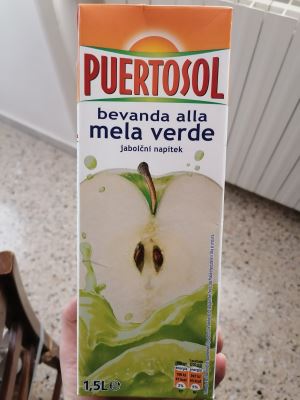 PUERTOSOL
bevanda alla
mela verde
jabolčni napitek
1,5L℮